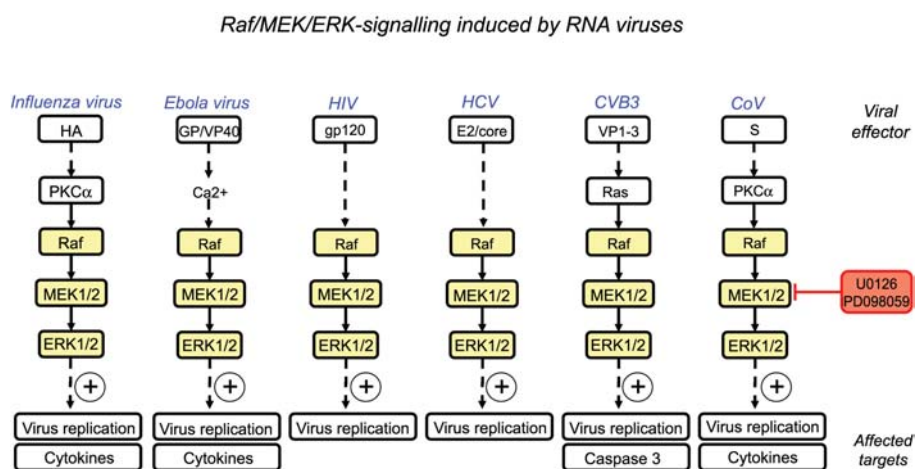 Raf/MEK/ERK-signalling induced by RNA viruses
Influenza virus Ebola virus HIV HCV CVB3 CoV Viral
effector
HA GP/VP40 gp120 E2/core VP1-3 S
PKCα Ca2+ Ras PKCα
Raf Raf Raf Raf Raf Raf
MEK1/2 MEK1/2 MEK1/2 MEK1/2 MEK1/2 MEK1/2 U0126
PD098059
ERK1/2 ERK1/2 ERK1/2 ERK1/2 ERK1/2 ERK1/2
+ + + + + +
Virus replication Virus replication Virus replication Virus replication Virus replication Virus replication
Cytokines Cytokines Caspase 3 Cytokines Affected
targets